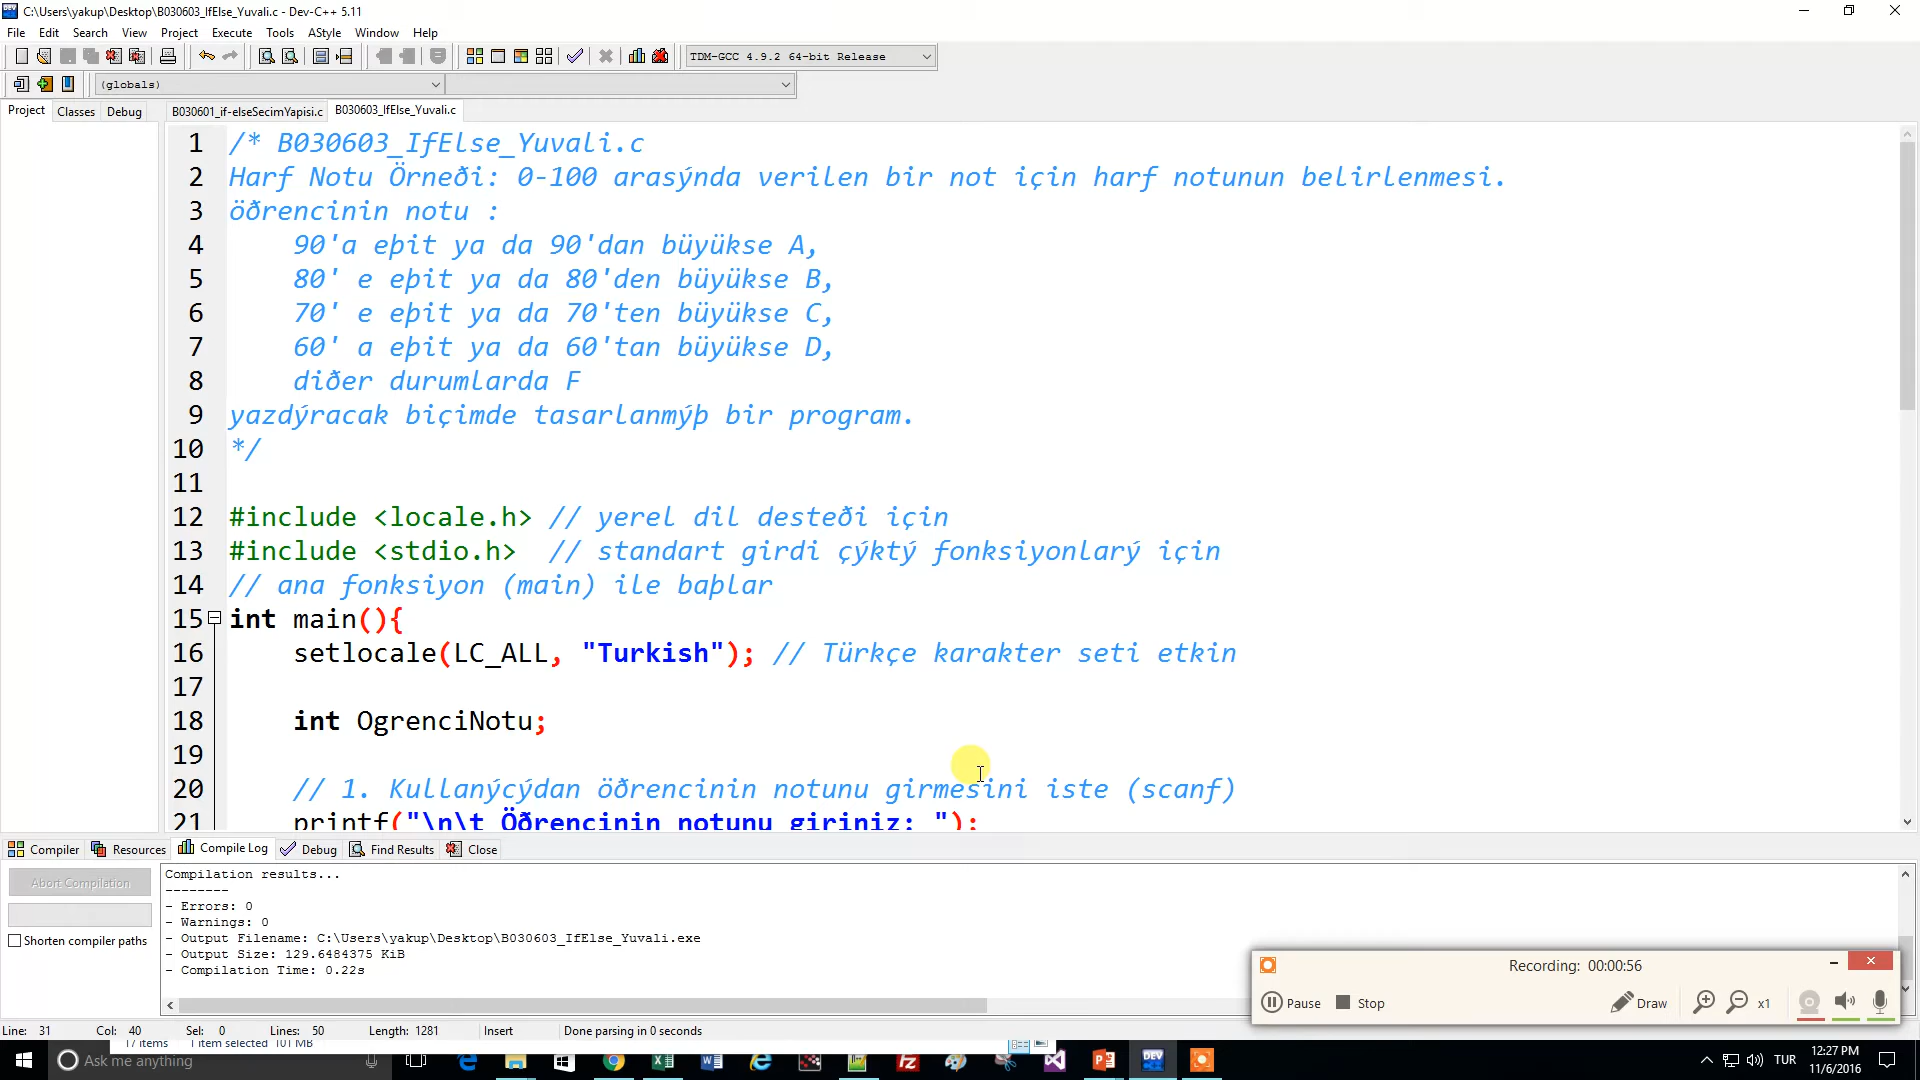 C:\Users\yakup\Desktop\B030603_IfElse_Yuvali.c - Dev-C++ 5.11
File Edit Search View Project Execute Tools AStyle Window Help
TDM-GCC 4.9.2 64-bit Release
(globals)
Project Classes Debug B030601_if-elseSecimYapisi.c B030603_IfElse_Yuvali.c
1 /* B030603_IfElse_Yuvali.c
2 Harf Notu Örneði: 0-100 arasýnda verilen bir not için harf notunun belirlenmesi.
3 öðrencinin notu :
4 90'a eþit ya da 90'dan büyükse A,
5 80' e eþit ya da 80'den büyükse B,
6 70' e eþit ya da 70'ten büyükse C,
7 60' a eþit ya da 60'tan büyükse D,
8 diðer durumlarda F
9 yazdýracak biçimde tasarlanmýþ bir program.
10 */
11
12 #include <locale.h> // yerel dil desteði için
13 #include <stdio.h> // standart girdi çýktý fonksiyonlarý için
14 // ana fonksiyon (main) ile baþlar
15 int main(){
16 setlocale(LC_ALL, "Turkish"); // Türkçe karakter seti etkin
17
18 int OgrenciNotu;
19
20 // 1. Kullanýcýdan öðrencinin notunu girmesini iste (scanf)
21 printf("\n\t Öðrencinin notunu giriniz: ");
Compiler Resources Compile Log Debug Find Results Close
Abort Compilation
Shorten compiler paths
Compilation results...
--------
- Errors: 0
- Warnings: 0
- Output Filename: C:\Users\yakup\Desktop\B030603_IfElse_Yuvali.exe
- Output Size: 129.6484375 KiB
- Compilation Time: 0.22s
Recording: 00:00:56
Pause Stop Draw x1
Line: 31 Col: 40 Sel: 0 Lines: 50 Length: 1281 Insert Done parsing in 0 seconds
17 items 1 item selected 101 MB
Ask me anything
DEV
TUR
12:27 PM
11/6/2016